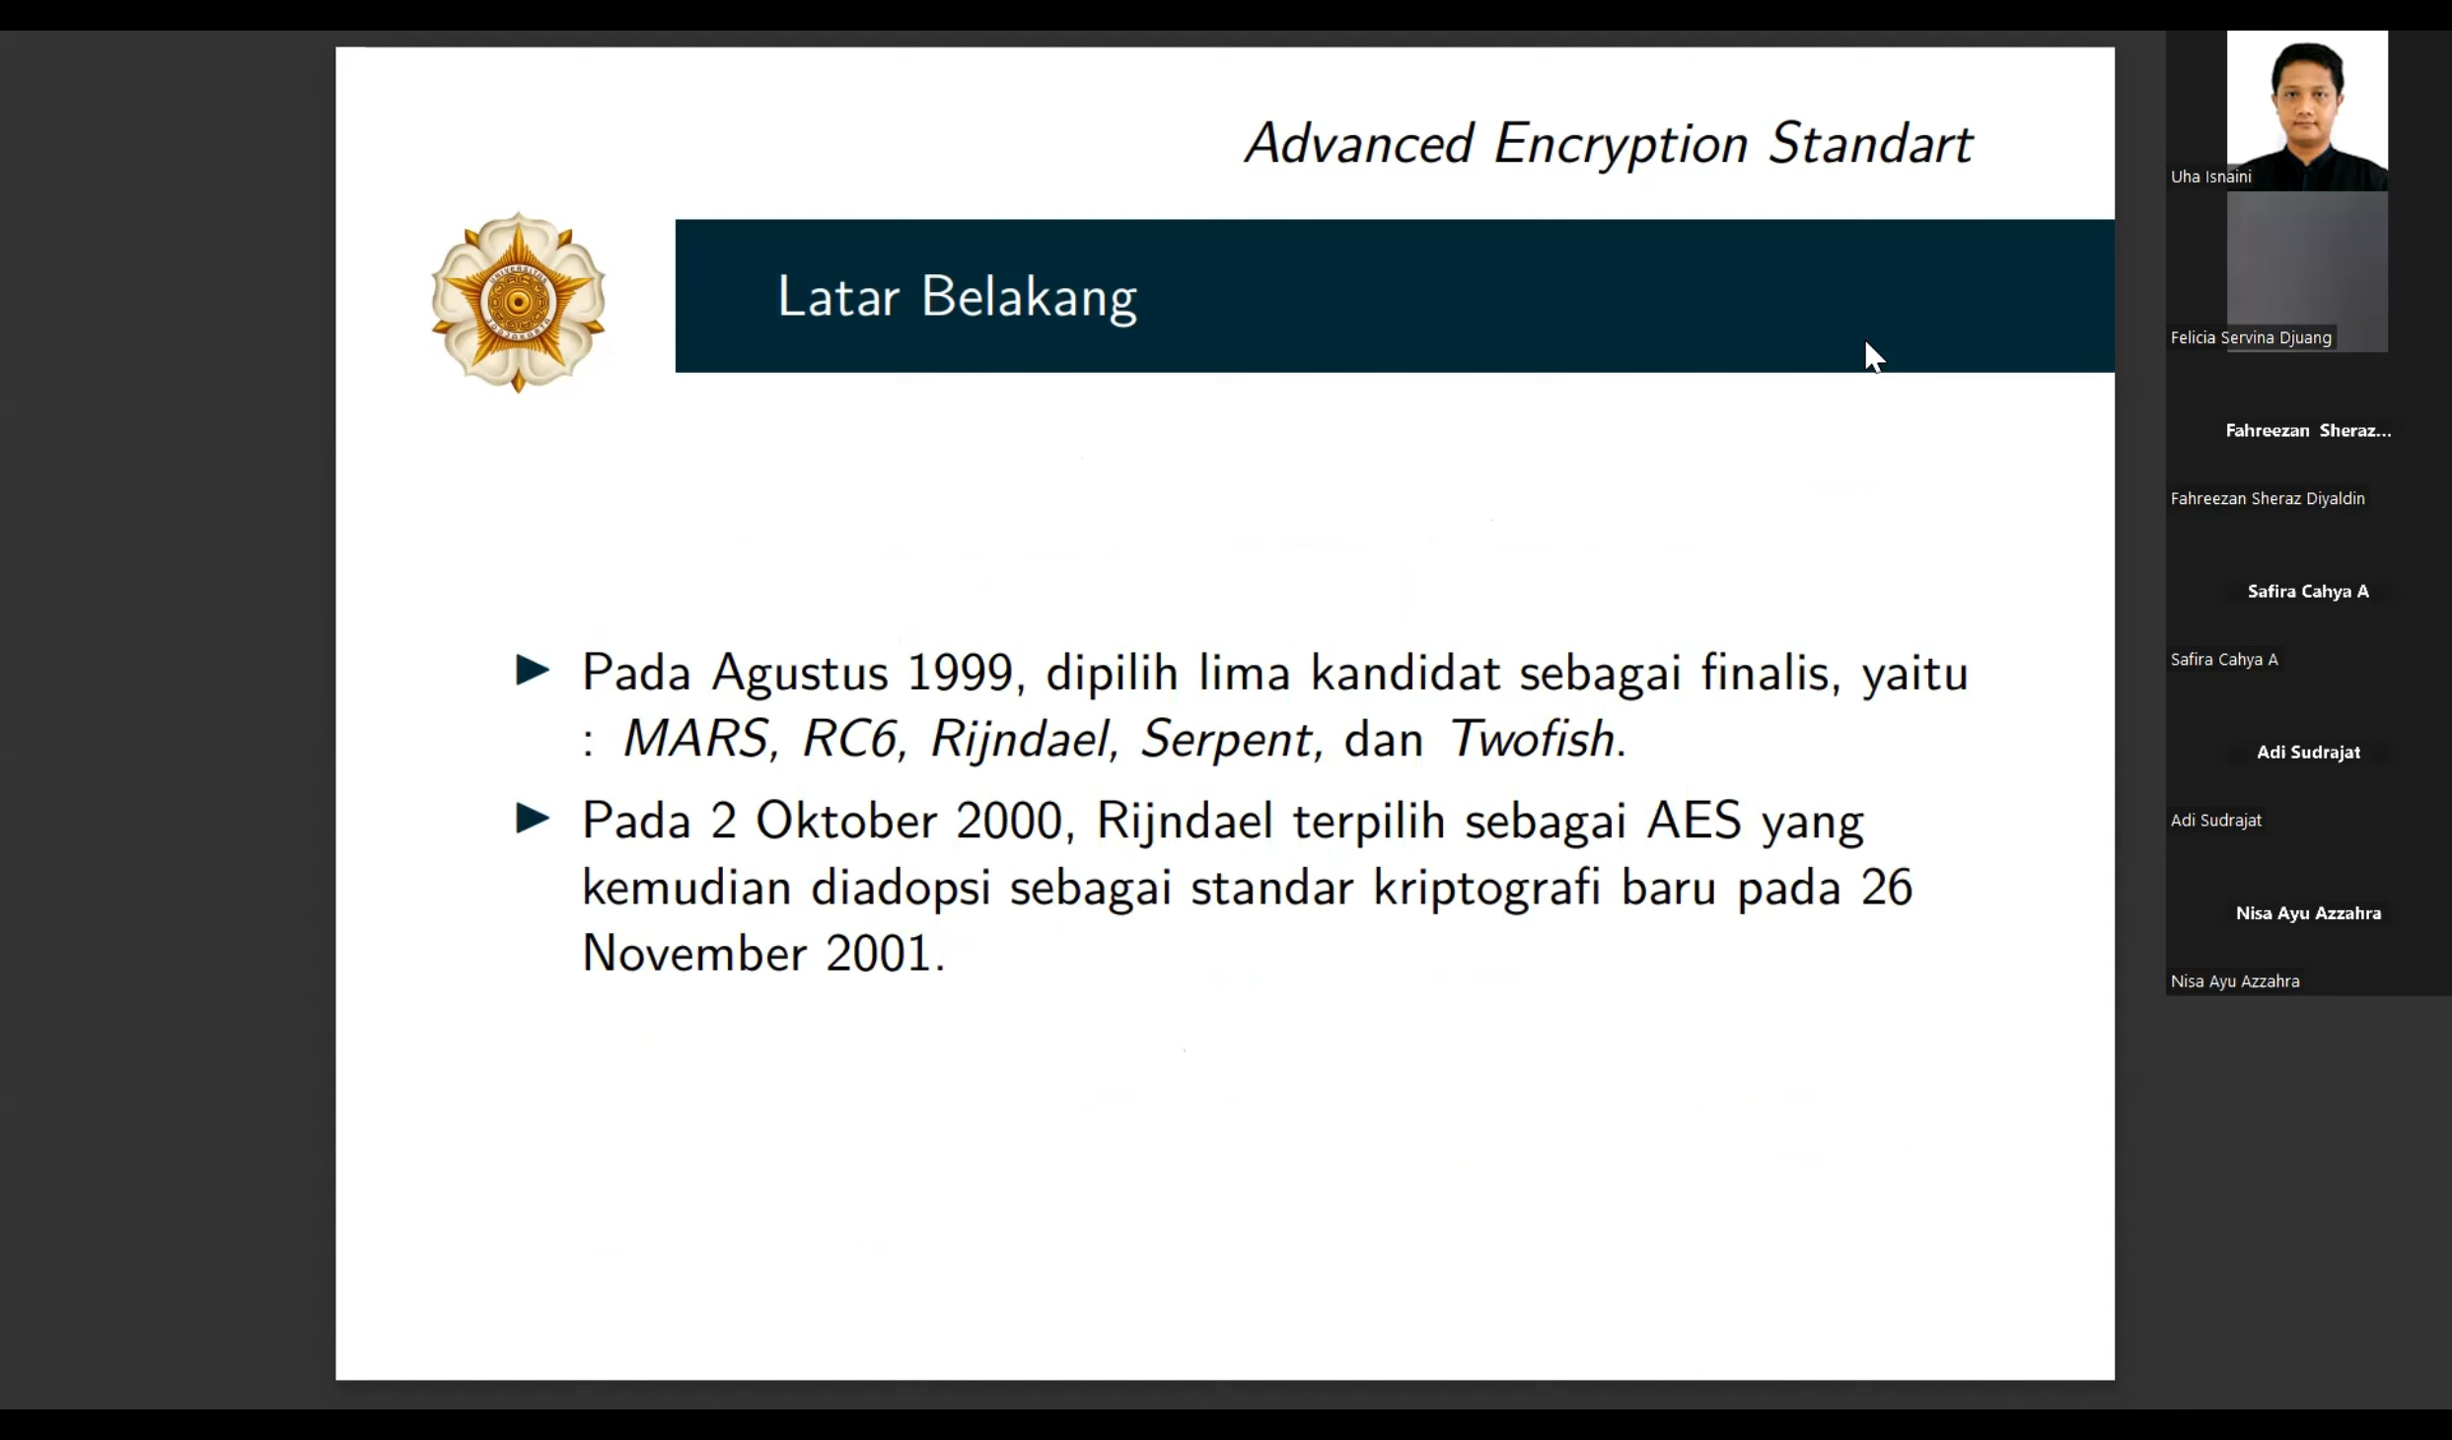 Advanced Encryption Standart
Latar Belakang
Pada Agustus 1999, dipilih lima kandidat sebagai finalis, yaitu
: MARS, RC6, Rijndael, Serpent, dan Twofish.
Pada 2 Oktober 2000, Rijndael terpilih sebagai AES yang
kemudian diadopsi sebagai standar kriptografi baru pada 26
November 2001.
Uha Isnaini
Felicia Servina Djuang
Fahreezan Sheraz...
Fahreezan Sheraz Diyaldin
Safira Cahya A
Safira Cahya A
Adi Sudrajat
Adi Sudrajat
Nisa Ayu Azzahra
Nisa Ayu Azzahra